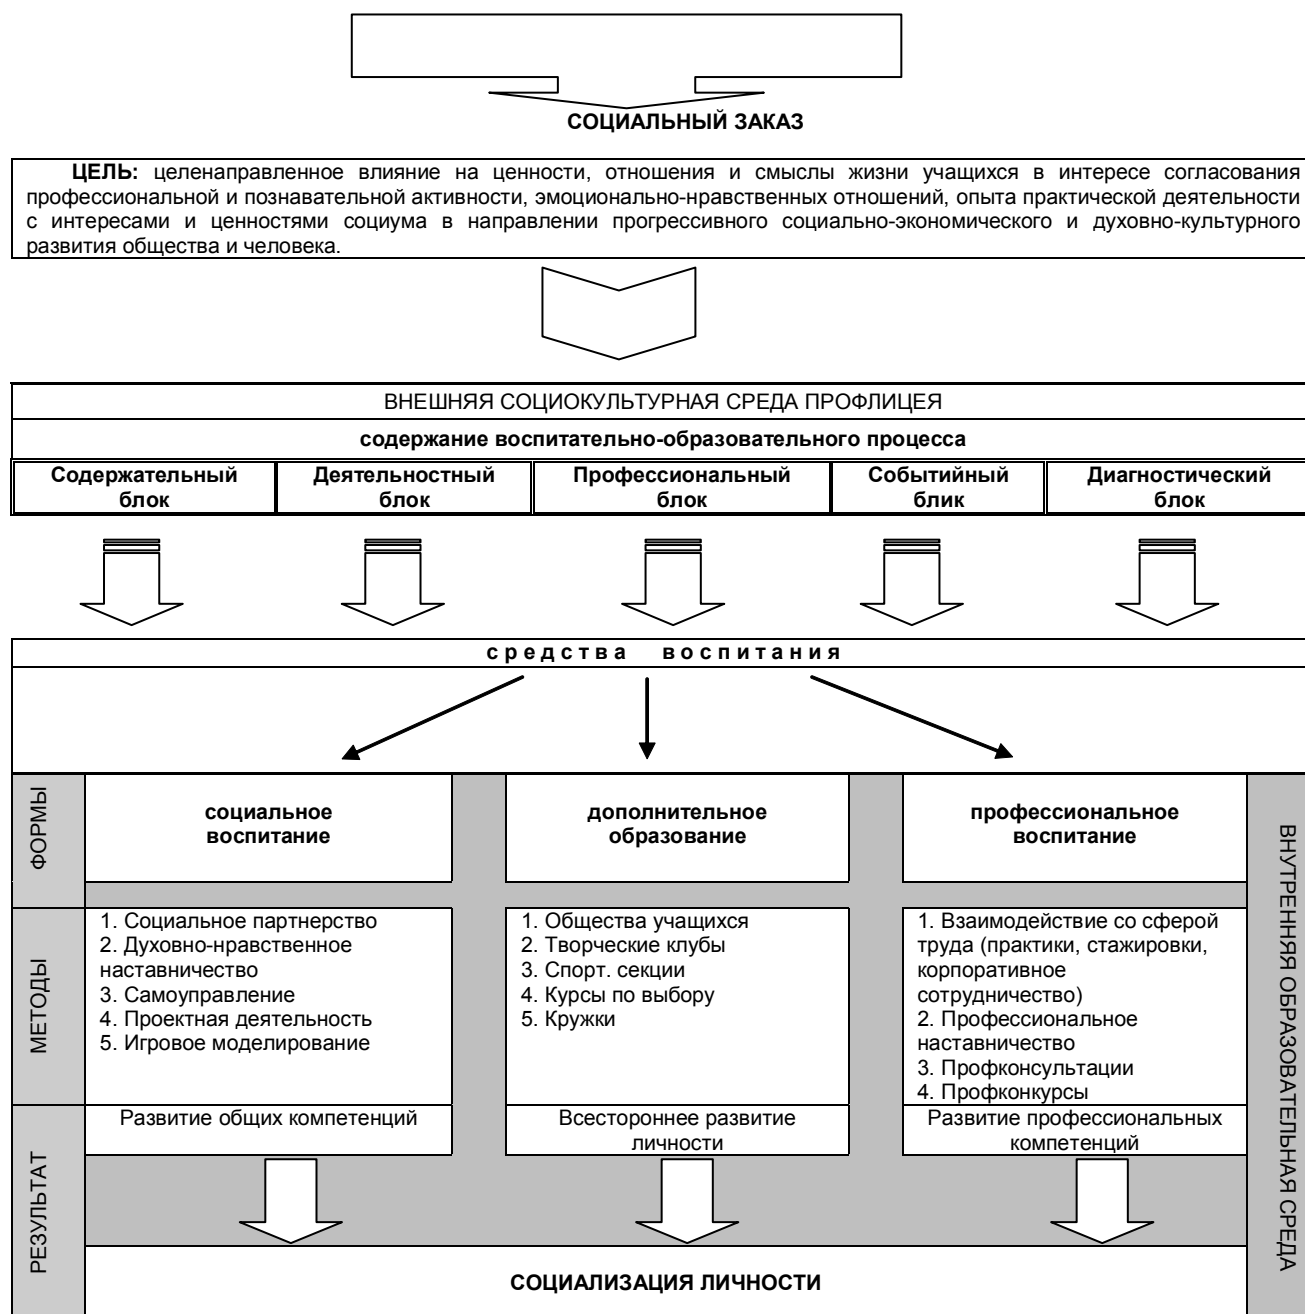 СОЦИАЛЬНЫЙ ЗАКАЗ
ЦЕЛЬ: целенаправленное влияние на ценности, отношения и смыслы жизни учащихся в интересе согласования
профессиональной и познавательной активности, эмоционально-нравственных отношений, опыта практической деятельности
с интересами и ценностями социума в направлении прогрессивного социально-экономического и духовно-культурного
развития общества и человека.
ВНЕШНЯЯ СОЦИОКУЛЬТУРНАЯ СРЕДА ПРОФЛИЦЕЯ
содержание воспитательно-образовательного процесса
Содержательный
блок
Деятельностный
блок
Профессиональный
блок
Событийный
блик
Диагностический
блок
средства воспитания
ФОРМЫ
социальное
воспитание
дополнительное
образование
профессиональное
воспитание
МЕТОДЫ
1. Социальное партнерство
2. Духовно-нравственное
наставничество
3. Самоуправление
4. Проектная деятельность
5. Игровое моделирование
1. Общества учащихся
2. Творческие клубы
3. Спорт. секции
4. Курсы по выбору
5. Кружки
1. Взаимодействие со сферой
труда (практики, стажировки,
корпоративное
сотрудничество)
2. Профессиональное
наставничество
3. Профконсультации
4. Профконкурсы
РЕЗУЛЬТАТ
Развитие общих компетенций
Всестороннее развитие
личности
Развитие профессиональных
компетенций
СОЦИАЛИЗАЦИЯ ЛИЧНОСТИ
ВНУТРЕННЯЯ ОБРАЗОВАТЕЛЬНАЯ СРЕДА